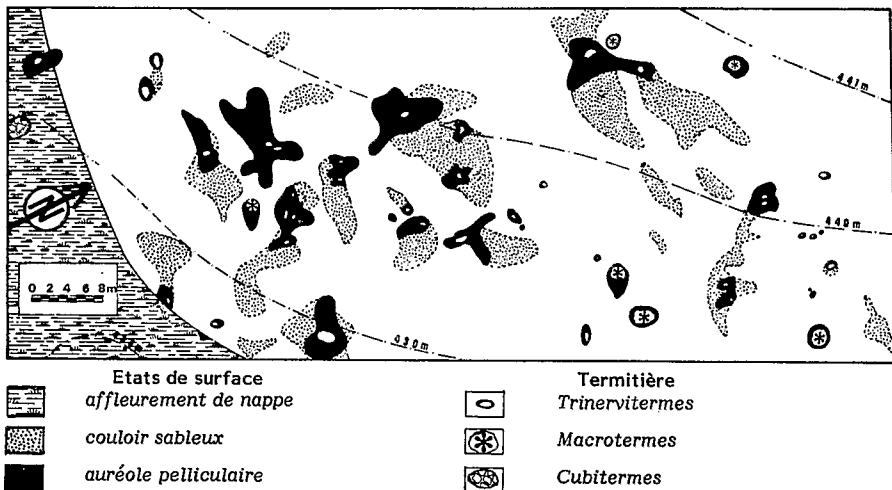 441m
440m
439m
0 2 4 6 8m
Etats de surface
affleurement de nappe
couloir sableux
auréole pelliculaire
Termitière
Trinervitermes
Macrotermes
Cubitermes